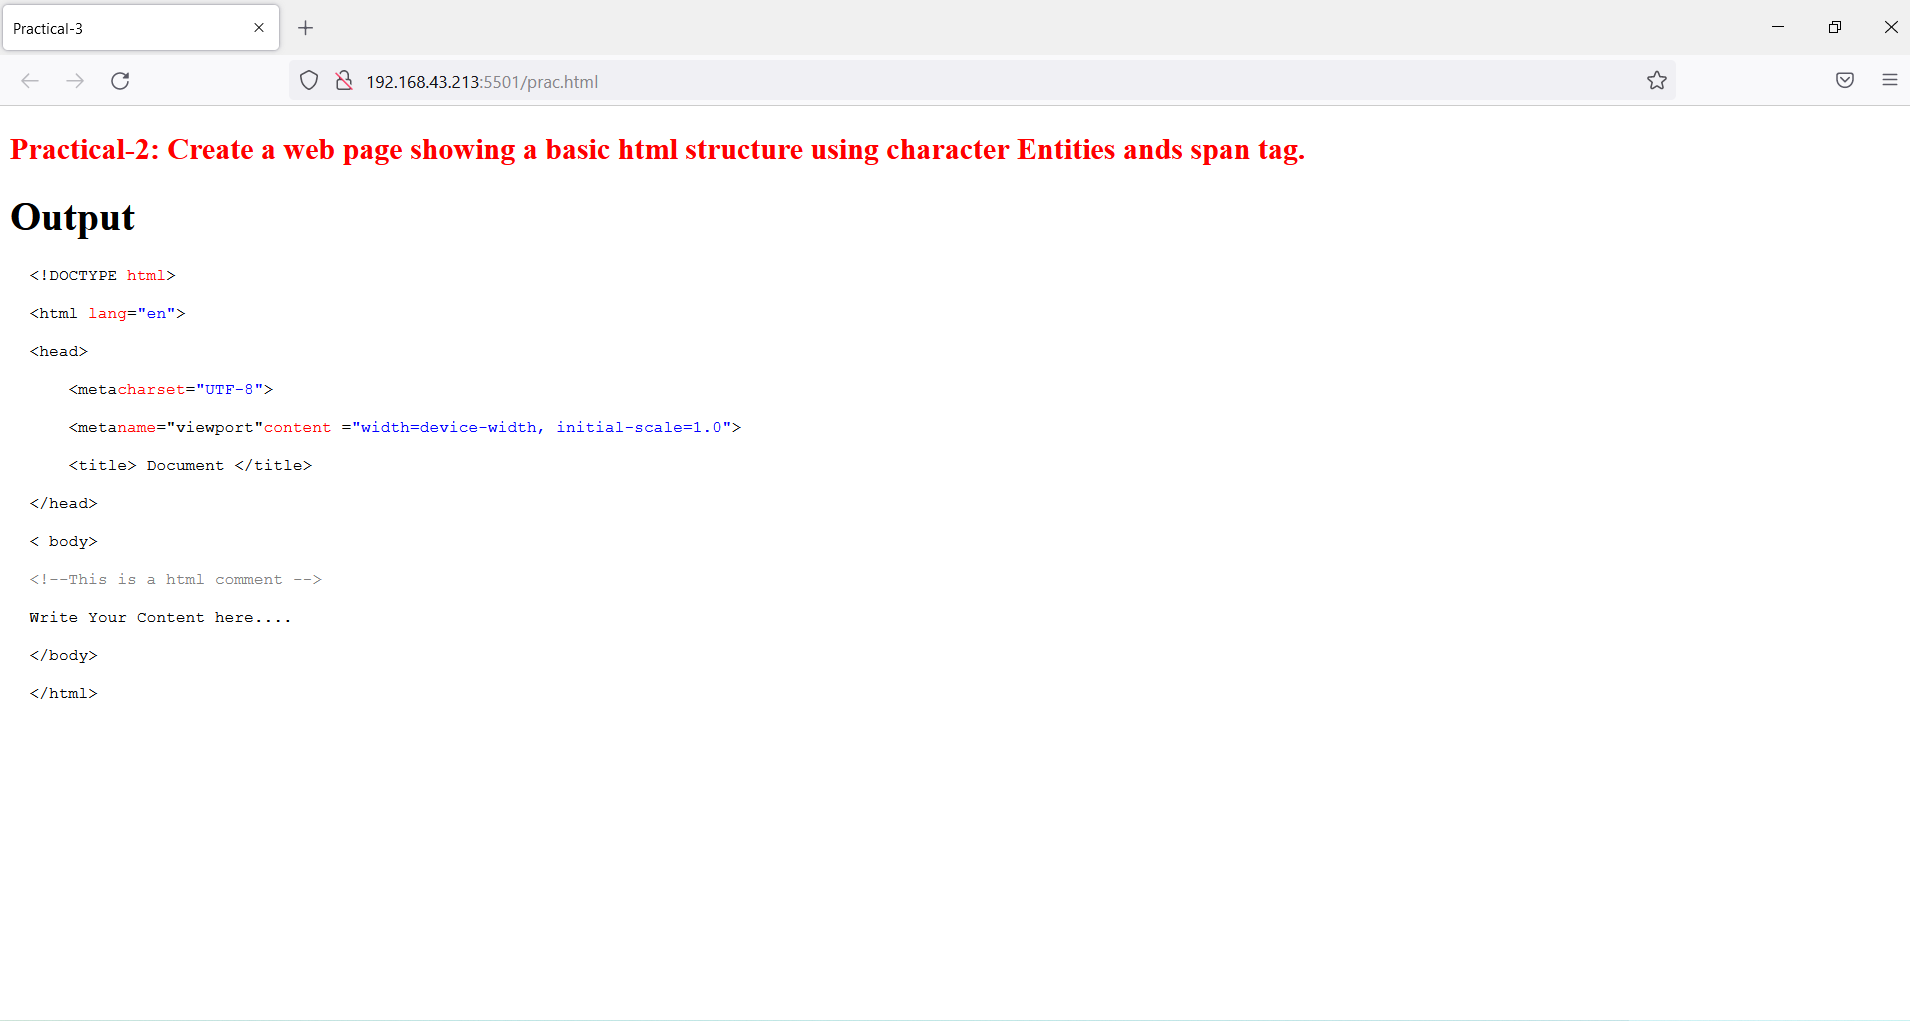 Practical-3
192.168.43.213:5501/prac.html
Practical-2: Create a web page showing a basic html structure using character Entities ands span tag.
Output
<!DOCTYPE html>
<html lang="en">
<head>
<metacharset="UTF-8">
<metaname="viewport"content ="width=device-width, initial-scale=1.0">
<title> Document </title>
</head>
< body>
<!--This is a html comment -->
Write Your Content here....
</body>
</html>